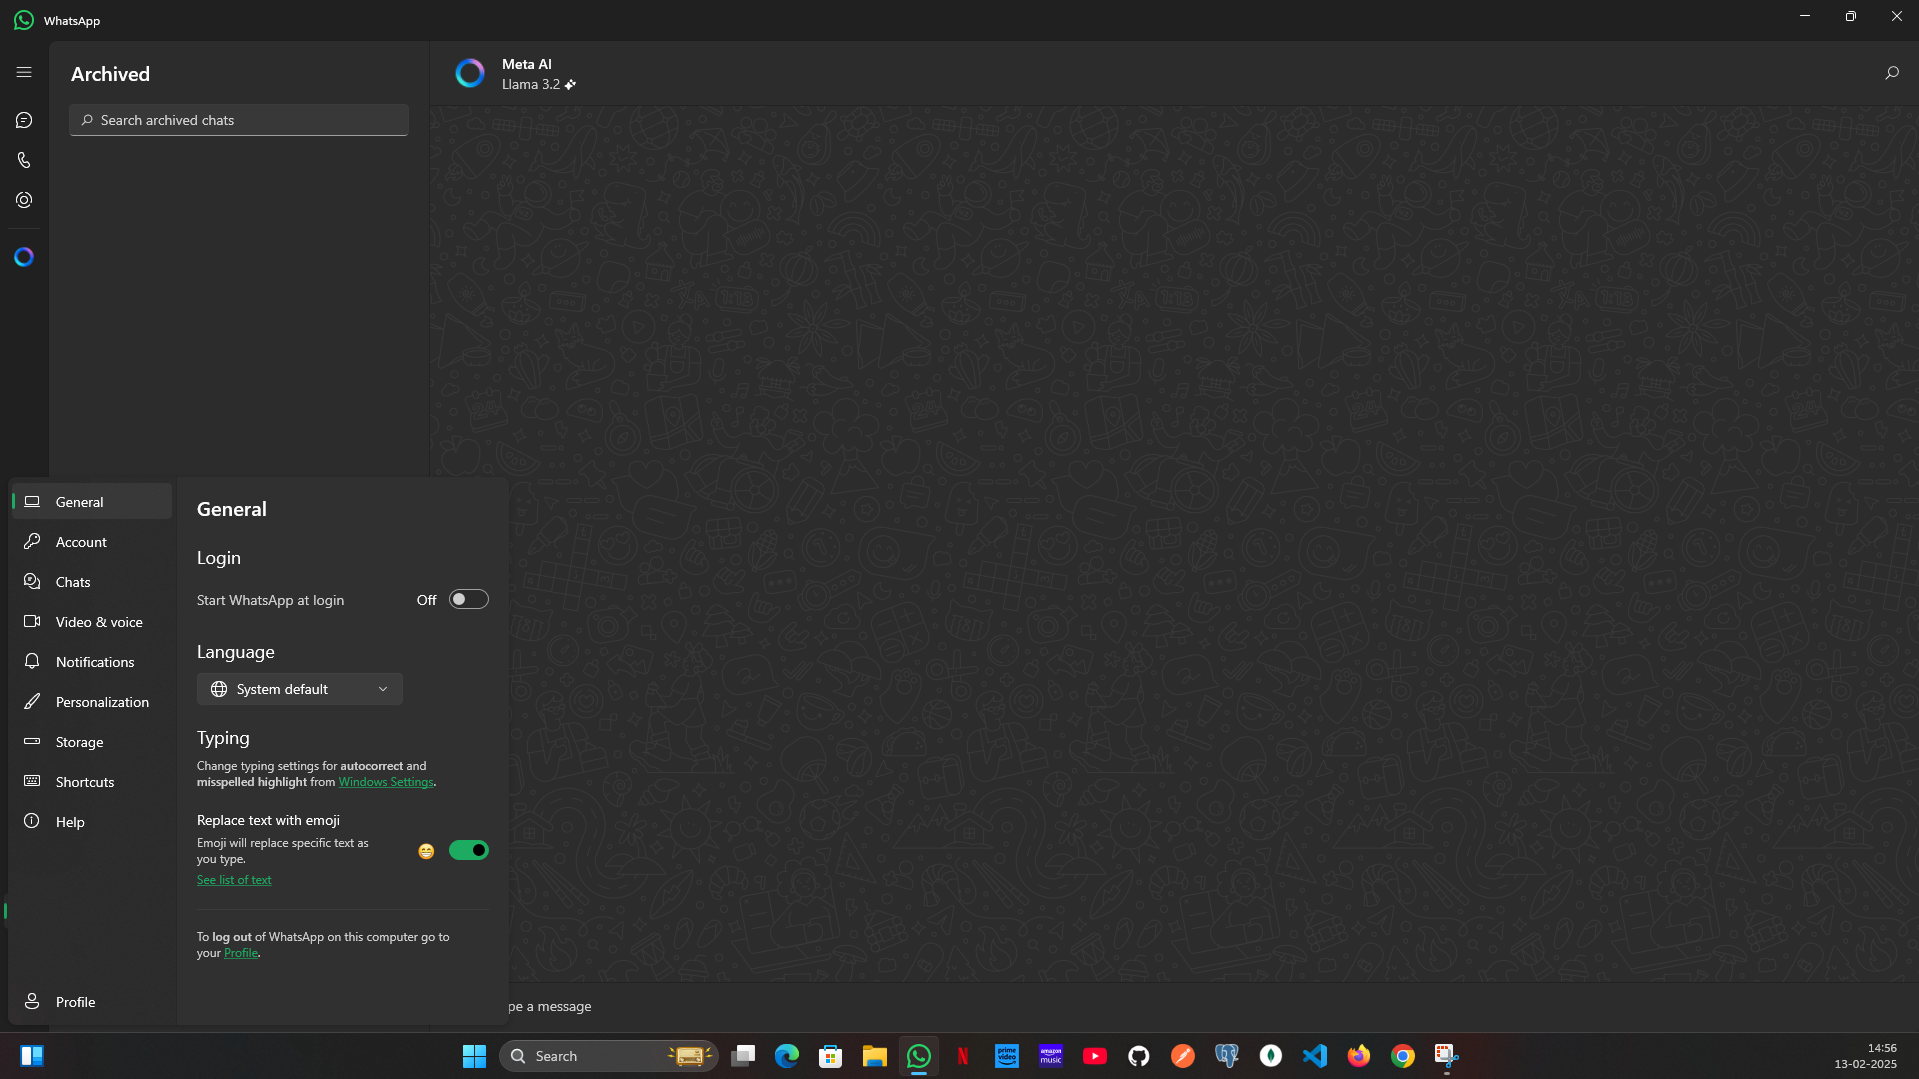 WhatsApp
Archived
Search archived chats
Meta AI
Llama 3.2
General
Account
Chats
Video & voice
Notifications
Personalization
Storage
Shortcuts
Help
Profile
General
Login
Start WhatsApp at login
Off
Language
System default
Typing
Change typing settings for autocorrect and
misspelled highlight from Windows Settings.
Replace text with emoji
Emoji will replace specific text as
you type.
See list of text
To log out of WhatsApp on this computer go to
your Profile.
pe a message
Search
prime
video
amazon
music
14:56
13-02-2025